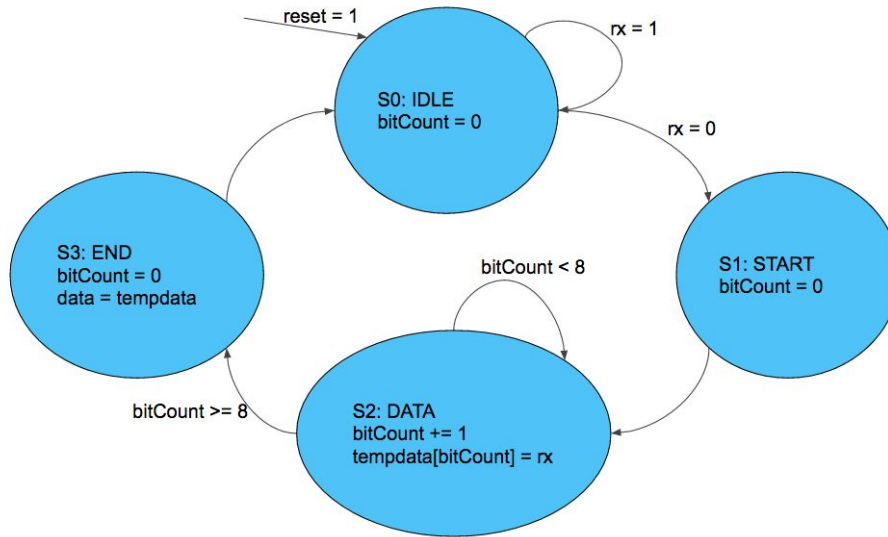 reset = 1
rx = 1
S0: IDLE
bitCount = 0
rx = 0
S3: END
bitCount = 0
data = tempdata
bitCount < 8
S1: START
bitCount = 0
bitCount >= 8
S2: DATA
bitCount += 1
tempdata[bitCount] = rx